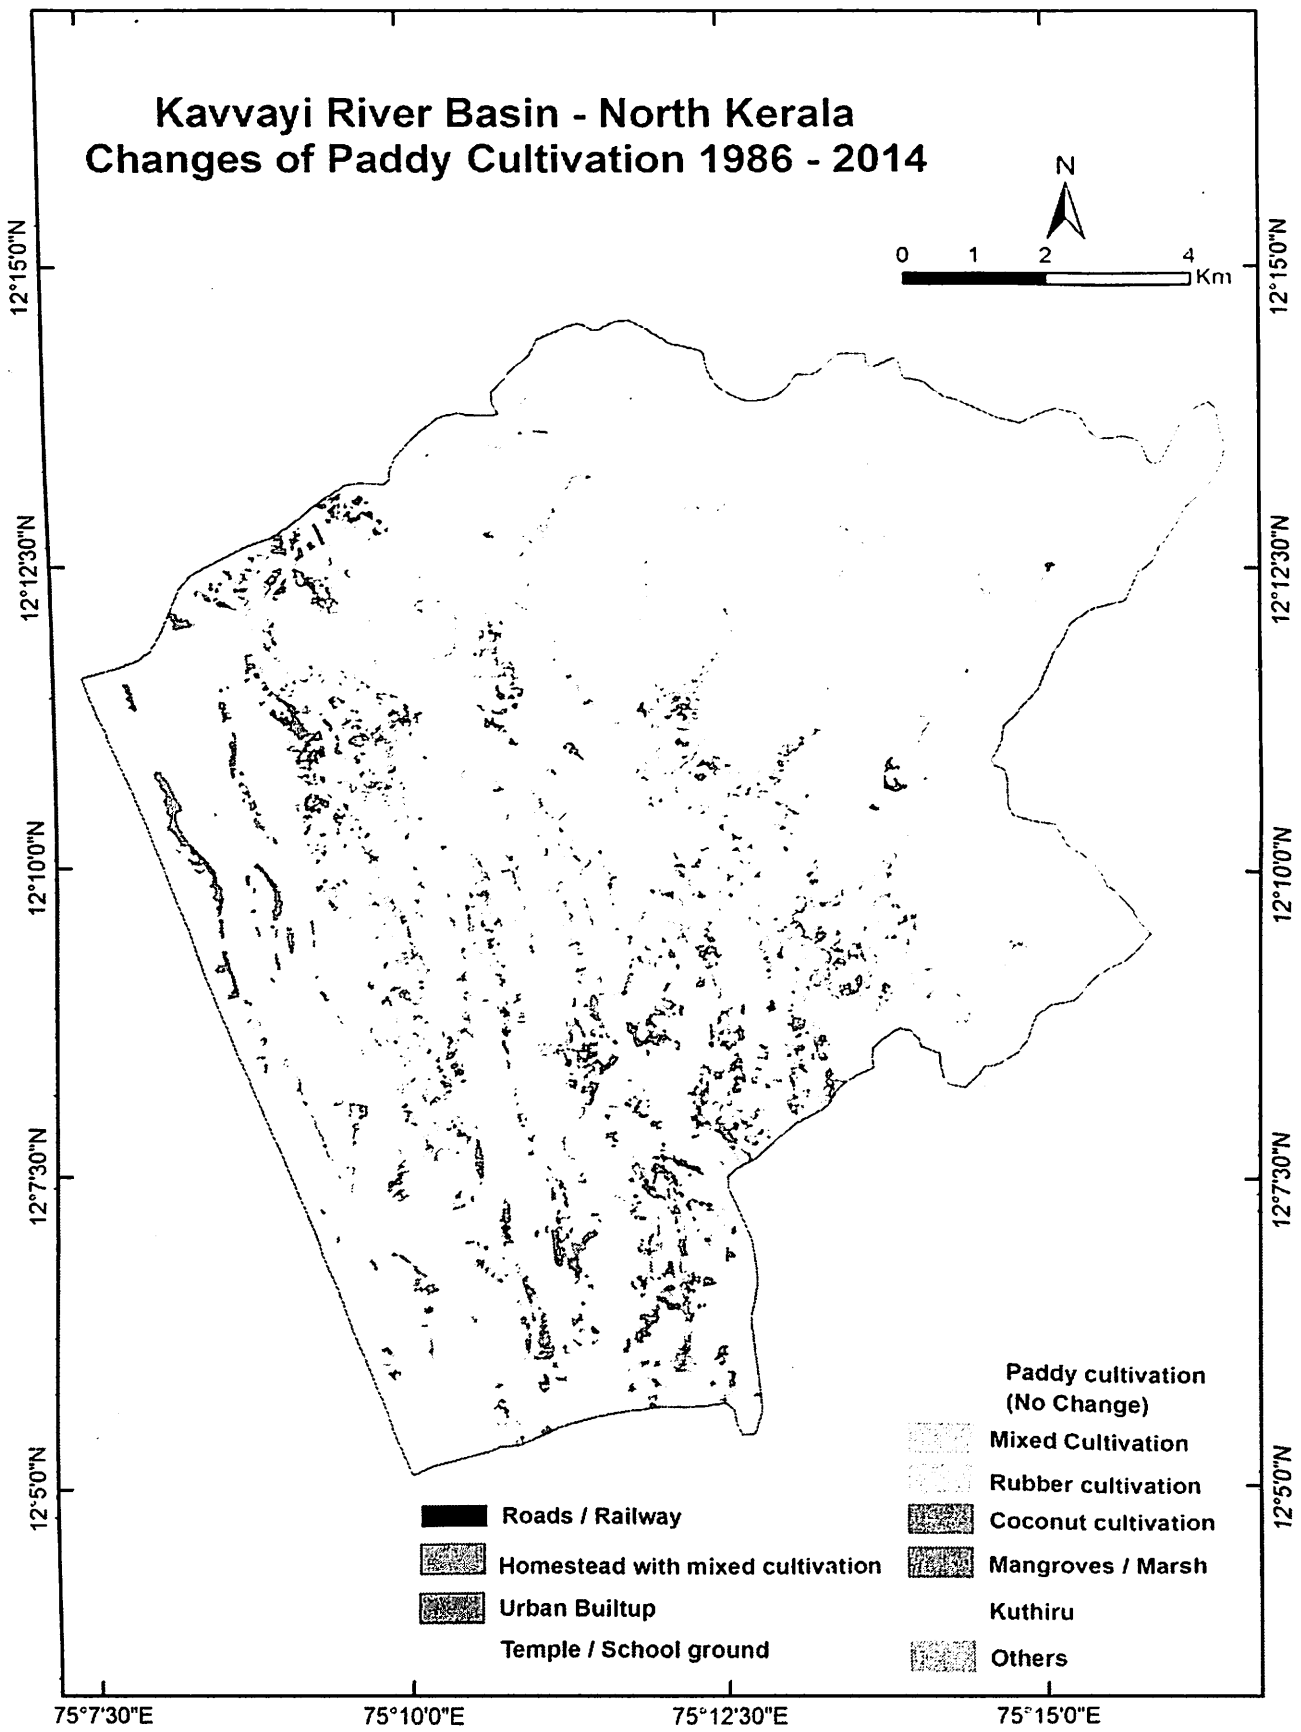 Kavvayi River Basin - North Kerala
Changes of Paddy Cultivation 1986 - 2014
N
0 1 2 4
Km
12°15'0"N
12°15'0"N
12°12'30"N
12°12'30"N
12°10'0"N
12°10'0"N
12°7'30"N
12°7'30"N
12°5'0"N
12°5'0"N
Paddy cultivation
(No Change)
Mixed Cultivation
Rubber cultivation
Coconut cultivation
Mangroves / Marsh
Kuthiru
Others
Roads / Railway
Homestead with mixed cultivation
Urban Builtup
Temple / School ground
75°7'30"E
75°10'0"E
75°12'30"E
75°15'0"E